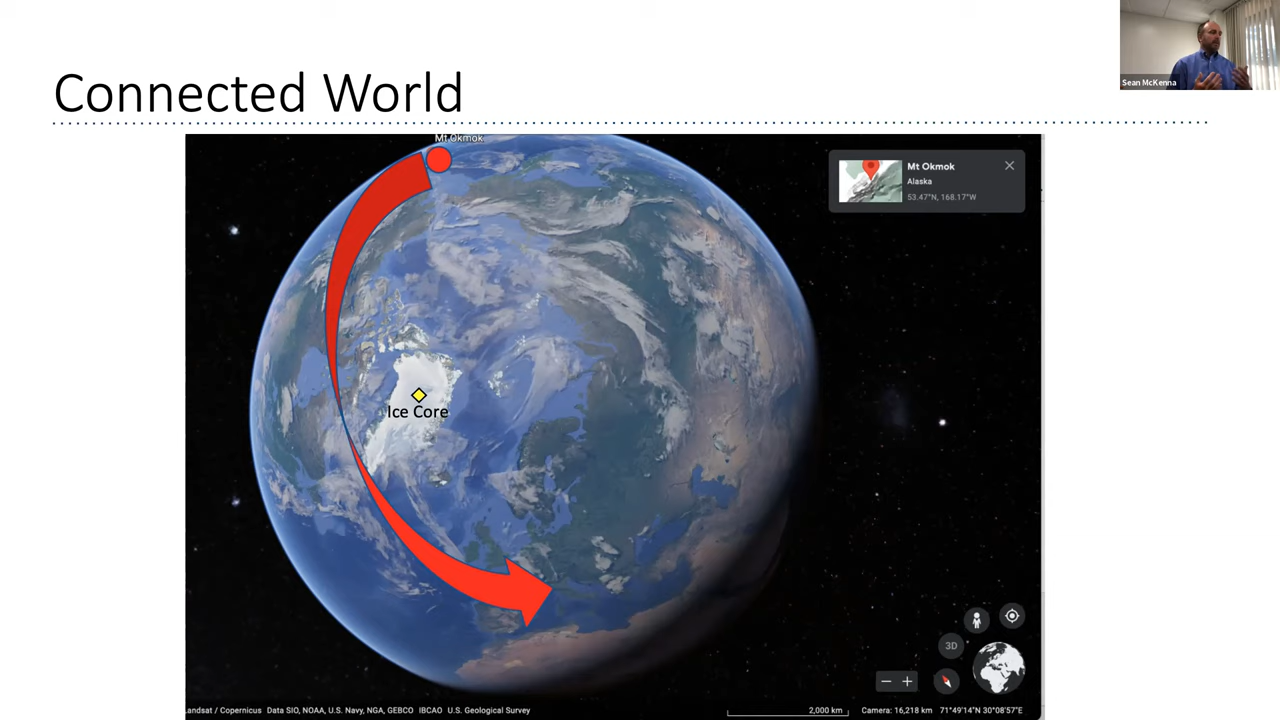 Sean McKenna
Connected World
Mt Okmok
Mt Okmok
Alaska
53.47°N, 168.17°W
Ice Core
3D
andsat / Copernicus Data SIO, NOAA, U.S. Navy, NGA, GEBCO IBCAO U.S. Geological Survey
2,000 km
Camera: 16,218 km 71°49'14"N 30°08'57"E